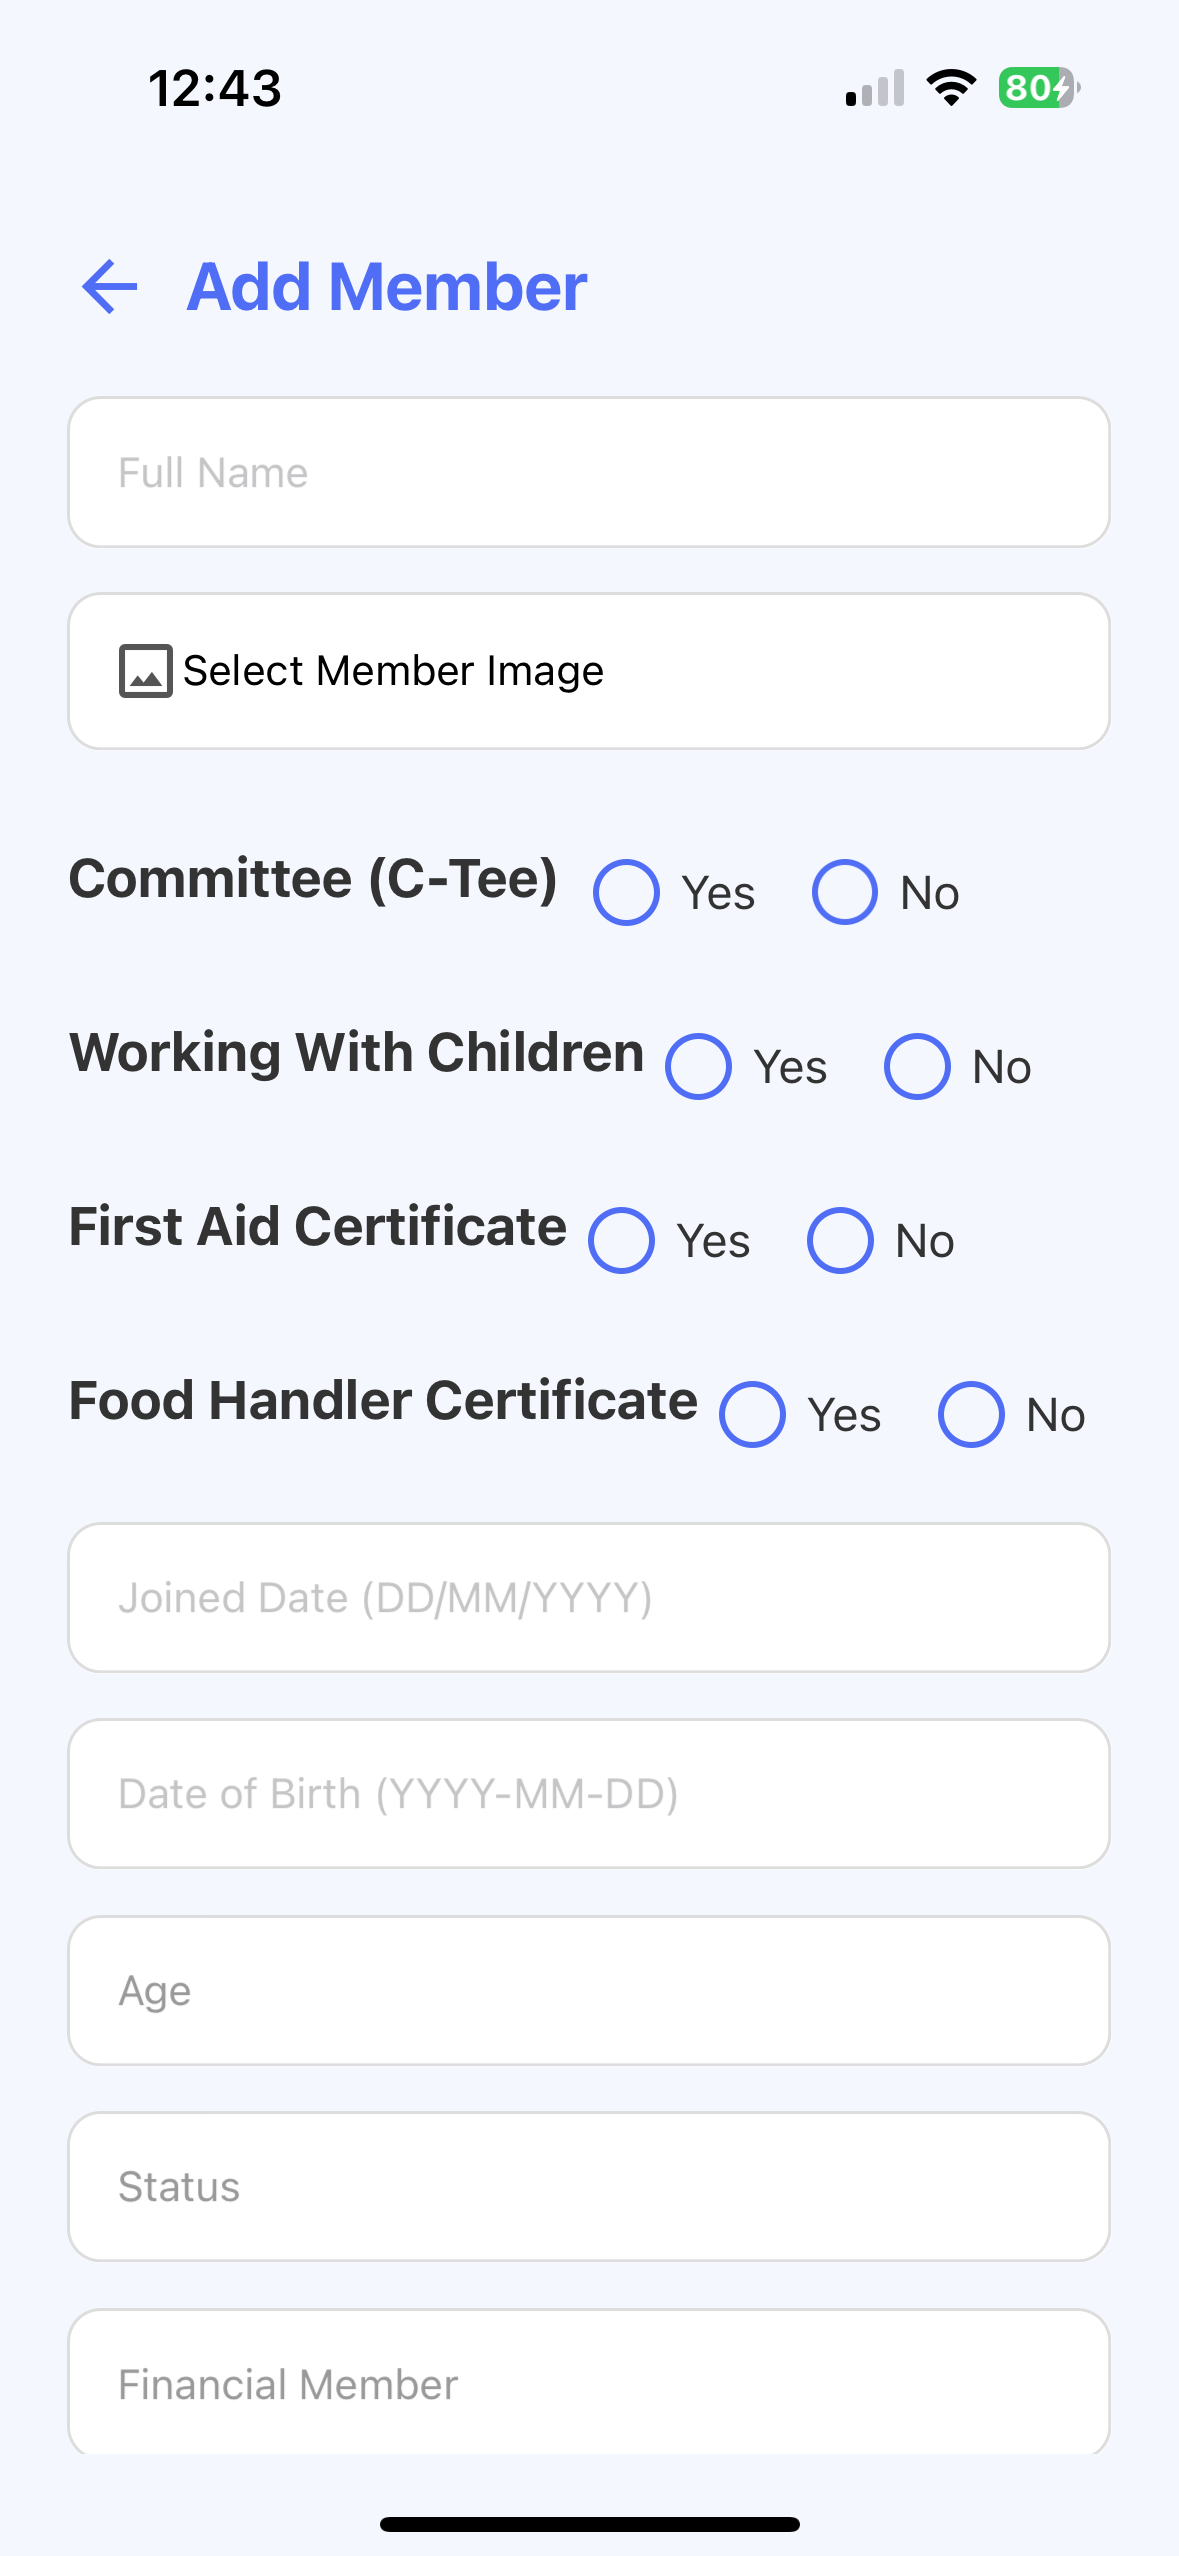 12:43
80
Add Member
Full Name
Select Member Image
Committee (C-Tee) Yes No
Working With Children Yes No
First Aid Certificate Yes No
Food Handler Certificate Yes No
Joined Date (DD/MM/YYYY)
Date of Birth (YYYY-MM-DD)
Age
Status
Financial Member